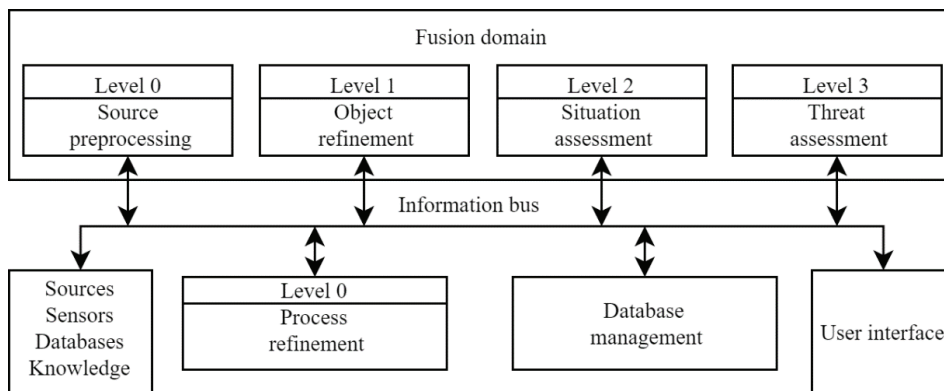 Fusion domain
Level 0
Source
preprocessing
Level 1
Object
refinement
Level 2
Situation
assessment
Level 3
Threat
assessment
Information bus
Sources
Sensors
Databases
Knowledge
Level 0
Process
refinement
Database
management
User interface